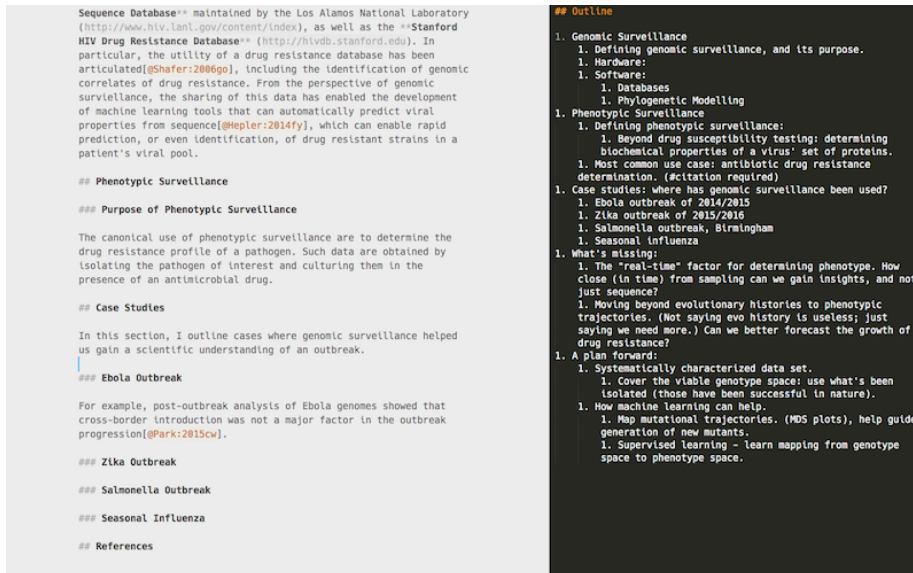 Sequence Database** maintained by the Los Alamos National Laboratory
(http://www.hiv.lanl.gov/content/index), as well as the **Stanford
HIV Drug Resistance Database** (http://hivdb.stanford.edu). In
particular, the utility of a drug resistance database has been
articulated[@Shafer:2006go], including the identification of genomic
correlates of drug resistance. From the perspective of genomic
surviellance, the sharing of this data has enabled the development
of machine learning tools that can automatically predict viral
properties from sequence[@Hepler:2014fy], which can enable rapid
prediction, or even identification, of drug resistant strains in a
patient's viral pool.
## Phenotypic Surveillance
### Purpose of Phenotypic Surveillance
The canonical use of phenotypic surveillance are to determine the
drug resistance profile of a pathogen. Such data are obtained by
isolating the pathogen of interest and culturing them in the
presence of an antimicrobial drug.
## Case Studies
In this section, I outline cases where genomic surveillance helped
us gain a scientific understanding of an outbreak.
### Ebola Outbreak
For example, post-outbreak analysis of Ebola genomes showed that
cross-border introduction was not a major factor in the outbreak
progression[@Park:2015cw].
### Zika Outbreak
### Salmonella Outbreak
### Seasonal Influenza
## References
## Outline
1. Genomic Surveillance
1. Defining genomic surveillance, and its purpose.
1. Hardware:
1. Software:
1. Databases
1. Phylogenetic Modelling
1. Phenotypic Surveillance
1. Defining phenotypic surveillance:
1. Beyond drug susceptibility testing: determining
biochemical properties of a virus' set of proteins.
1. Most common use case: antibiotic drug resistance
determination. (#citation required)
1. Case studies: where has genomic surveillance been used?
1. Ebola outbreak of 2014/2015
1. Zika outbreak of 2015/2016
1. Salmonella outbreak, Birmingham
1. Seasonal influenza
1. What's missing:
1. The "real-time" factor for determining phenotype. How
close (in time) from sampling can we gain insights, and not
just sequence?
1. Moving beyond evolutionary histories to phenotypic
trajectories. (Not saying evo history is useless; just
saying we need more.) Can we better forecast the growth of
drug resistance?
1. A plan forward:
1. Systematically characterized data set.
1. Cover the viable genotype space: use what's been
isolated (those have been successful in nature).
1. How machine learning can help.
1. Map mutational trajectories. (MDS plots), help guide
generation of new mutants.
1. Supervised learning - learn mapping from genotype
space to phenotype space.